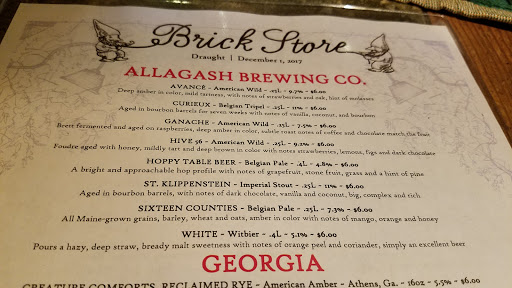 Brick Store
Draught | December 1, 2017
ALLAGASH BREWING CO.
AVANCÉ - American Wild - .25L - 9.7% - $6.00
Deep amber in color, mild tartness, with notes of strawberries and oak, hint of molasses
CURIEUX - Belgian Tripel - .25L - 11% - $6.00
Aged in bourbon barrels for seven weeks with notes of vanilla, coconut, and bourbon
GANACHE - American Wild - .25L - 7.5% - $6.00
Brett fermented and aged on raspberries, deep amber in color, subtle roast notes of coffee and chocolate match the fruit
HIVE 56 - American Wild - .25L - 9.2% - $6.00
Foudre aged with honey, mildly tart and deep brown in color with notes strawberries, lemons, figs and dark chocolate
HOPPY TABLE BEER - Belgian Pale - .4L - 4.8% - $6.00
A bright and approachable hop profile with notes of grapefruit, stone fruit, grass and a hint of pine
ST. KLIPPENSTEIN - Imperial Stout - .25L - 11% - $6.00
Aged in bourbon barrels, with notes of dark chocolate, vanilla and coconut, big, complex and rich
SIXTEEN COUNTIES - Belgian Pale - .25L - 7.3% - $6.00
All Maine-grown grains, barley, wheat and oats, amber in color with notes of mango, orange and honey
WHITE - Witbier - .4L - 5.1% - $6.00
Pours a hazy, deep straw, bready malt sweetness with notes of orange peel and coriander, simply an excellent beer
GEORGIA
CREATURE COMFORTS, RECLAIMED RYE - American Amber - Athens, Ga. - 16oz - 5.5% - $6.00